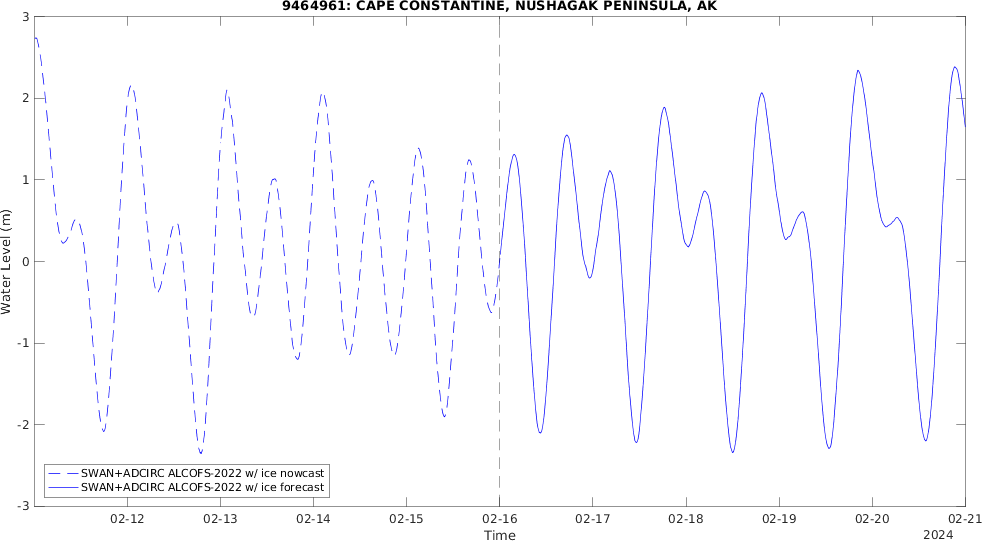 9464961: CAPE CONSTANTINE, NUSHAGAK PENINSULA, AK
3
2
1
0
-1
-2
-3
Water Level (m)
SWAN+ADCIRC ALCOFS-2022 w/ ice nowcast
SWAN+ADCIRC ALCOFS-2022 w/ ice forecast
02-12 02-13 02-14 02-15 02-16 02-17 02-18 02-19 02-20 02-21
Time
2024